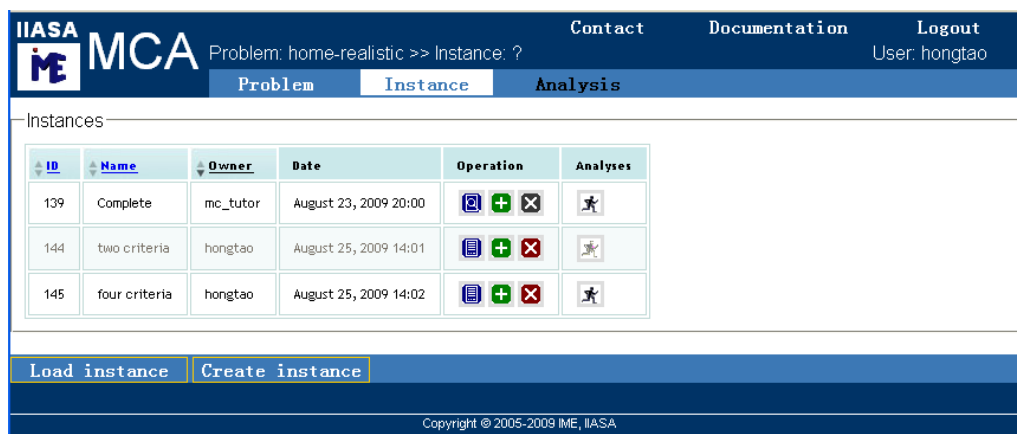 IIASA
IME
MCA
Contact Documentation Logout
Problem: home-realistic >> Instance: ? User: hongtao
Problem Instance Analysis
Instances
ID Name Owner Date Operation Analyses
139 Complete mc_tutor August 23, 2009 20:00
144 two criteria hongtao August 25, 2009 14:01
145 four criteria hongtao August 25, 2009 14:02
Load instance Create instance
Copyright © 2005-2009 IME, IIASA